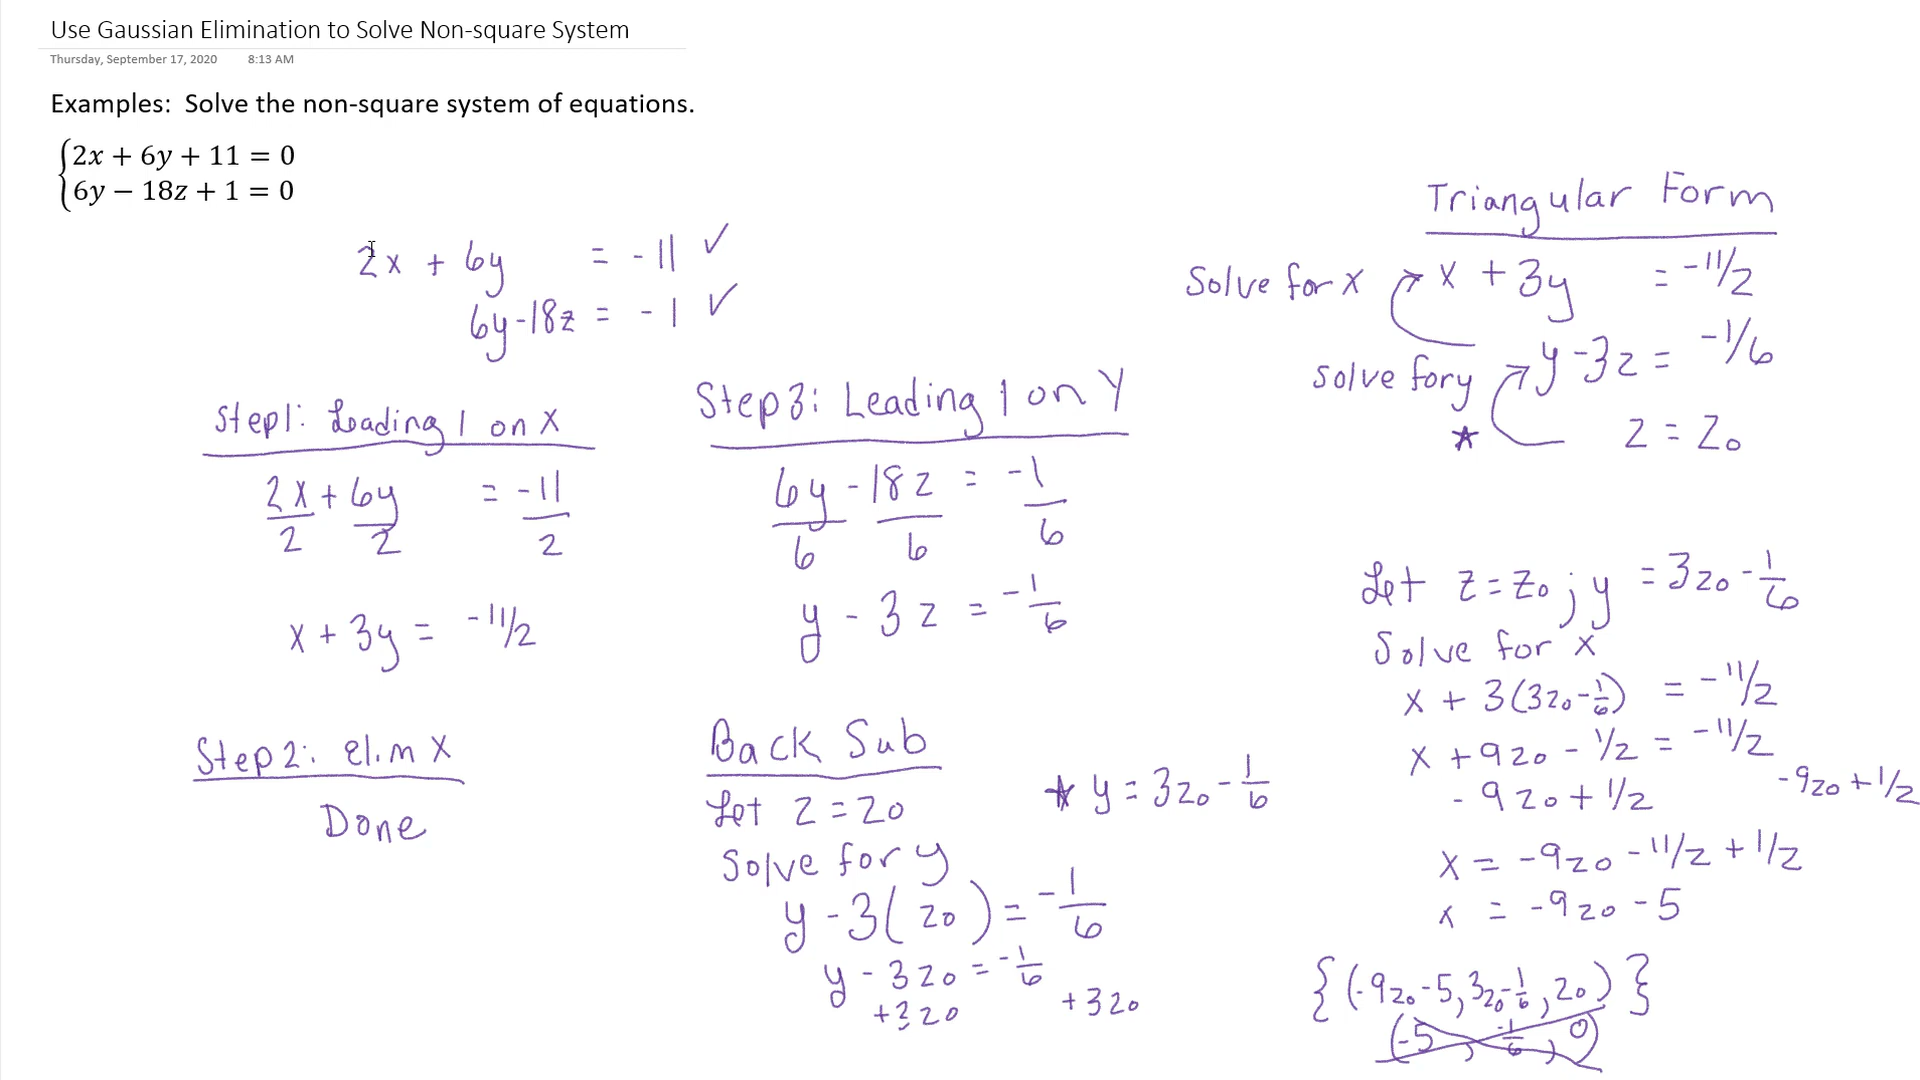 Use Gaussian Elimination to Solve Non-square System
Thursday, September 17, 2020 8:13 AM
Examples: Solve the non-square system of equations.
{2x + 6y + 11 = 0
6y − 18z + 1 = 0
2x + 6y = -11 ✓
6y-18z = -1 ✓
Step1: Leading 1 on X
2x/2 + 6y/2 = -11/2
x + 3y = -11/2
Step2: Elim X
Done
Step3: Leading 1 on Y
6y/6 - 18z/6 = -1/6
y - 3z = -1/6
Back Sub
Let z = z₀
Solve for y
y - 3(z₀) = -1/6
y - 3z₀ = -1/6
+3z₀ +3z₀
* y = 3z₀ - 1/6
Triangular Form
Solve for X x + 3y = -11/2
Solve for y y - 3z = -1/6
* z = z₀
Let z = z₀ ; y = 3z₀ - 1/6
Solve for x
x + 3(3z₀ - 1/6) = -11/2
x + 9z₀ - 1/2 = -11/2
-9z₀ + 1/2 -9z₀ + 1/2
x = -9z₀ - 11/2 + 1/2
x = -9z₀ - 5
{(-9z₀ - 5, 3z₀ - 1/6, z₀)}
(-5, -1/6, 0)